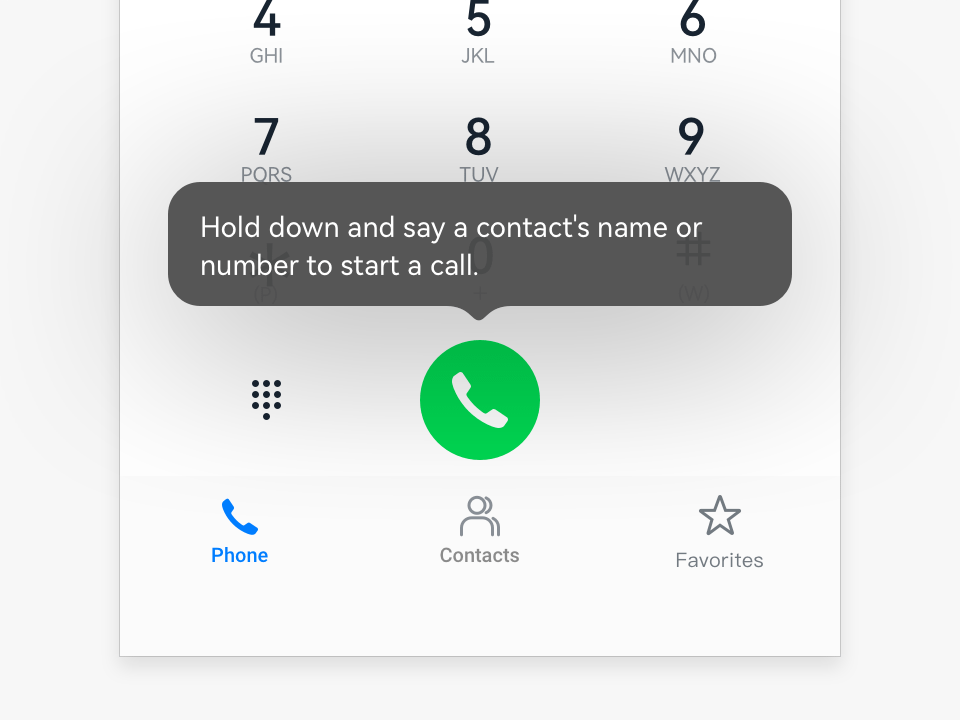 4 5 6
GHI JKL MNO
7 8 9
PQRS TUV WXYZ
Hold down and say a contact's name or
number to start a call.
* 0 #
(P) + (W)
Phone Contacts Favorites